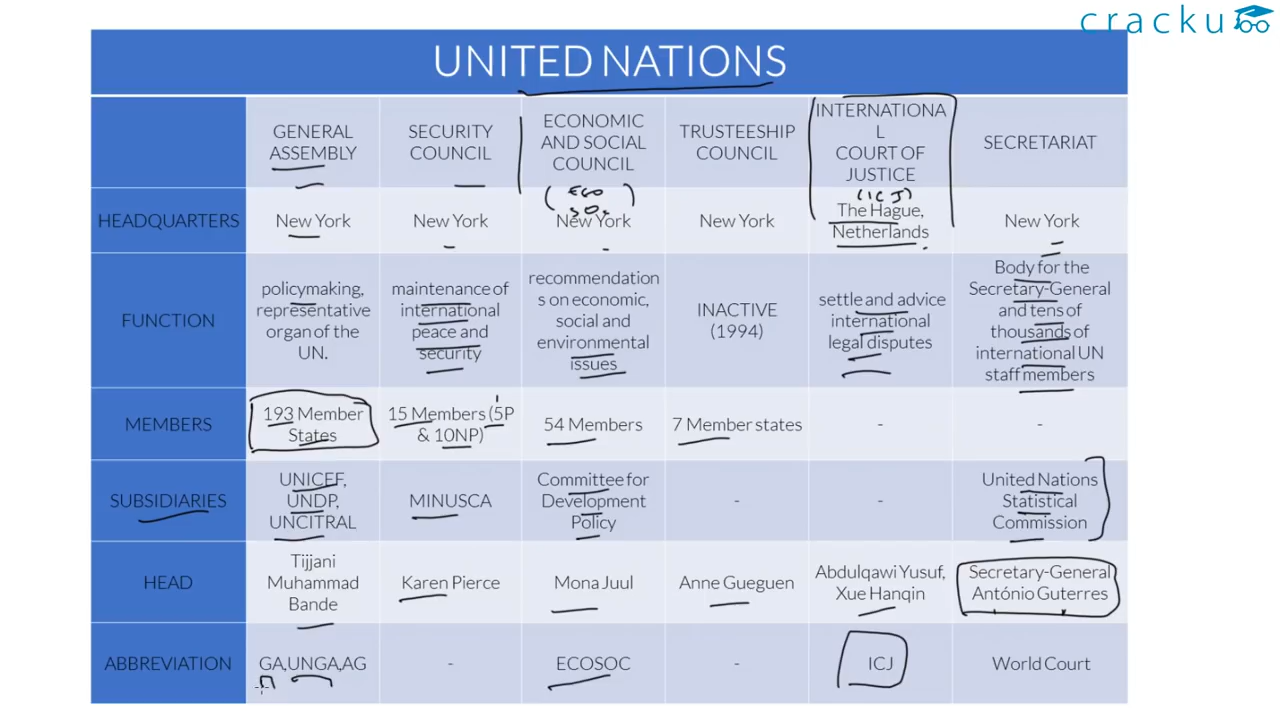 cracku
UNITED NATIONS
GENERAL
ASSEMBLY
SECURITY
COUNCIL
ECONOMIC
AND SOCIAL
COUNCIL
(ECO
SOC)
TRUSTEESHIP
COUNCIL
INTERNATIONA
L
COURT OF
JUSTICE
(ICJ)
SECRETARIAT
HEADQUARTERS
New York
New York
New York
New York
The Hague,
Netherlands
New York
FUNCTION
policymaking,
representative
organ of the
UN.
maintenance of
international
peace and
security
recommendation
s on economic,
social and
environmental
issues
INACTIVE
(1994)
settle and advice
international
legal disputes
Body for the
Secretary-General
and tens of
thousands of
international UN
staff members
MEMBERS
193 Member
States
15 Members (5P
& 10NP)
54 Members
7 Member states
-
-
SUBSIDIARIES
UNICEF,
UNDP,
UNCITRAL
MINUSCA
Committee for
Development
Policy
-
-
United Nations
Statistical
Commission
HEAD
Tijjani
Muhammad
Bande
Karen Pierce
Mona Juul
Anne Gueguen
Abdulqawi Yusuf,
Xue Hanqin
Secretary-General
António Guterres
ABBREVIATION
GA,UNGA,AG
-
ECOSOC
-
ICJ
World Court